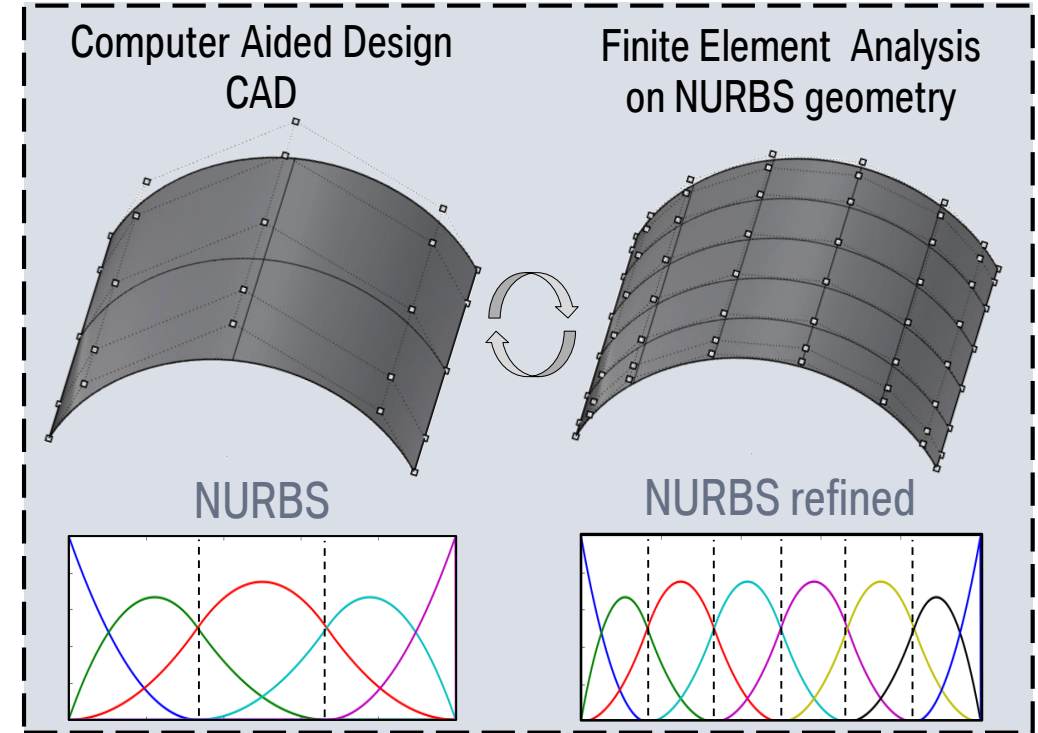 Computer Aided Design
CAD
Finite Element Analysis
on NURBS geometry
NURBS
NURBS refined